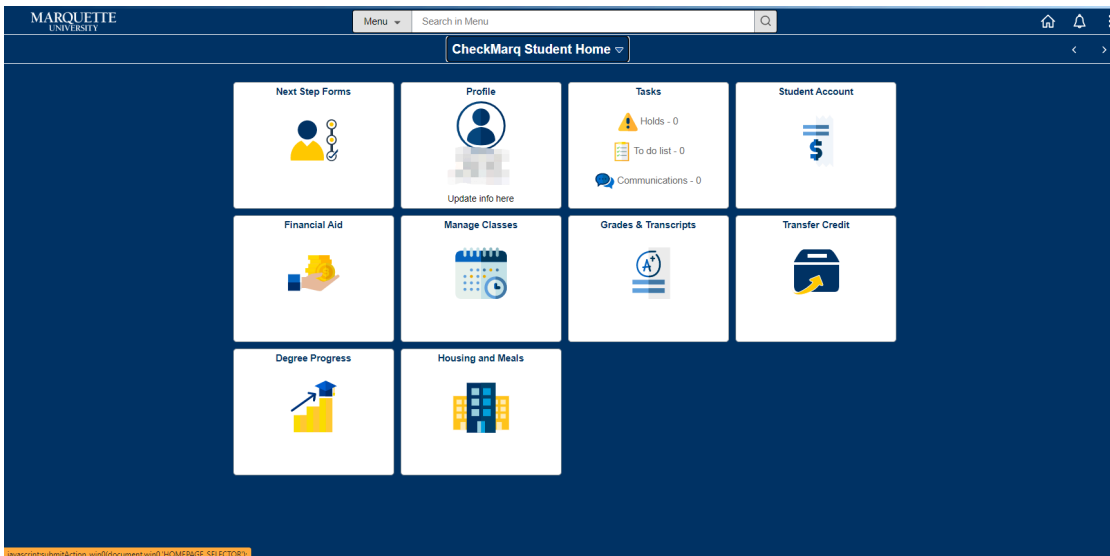 MARQUETTE
UNIVERSITY
Menu
Search in Menu
CheckMarq Student Home
Next Step Forms
Profile
Update info here
Tasks
Holds - 0
To do list - 0
Communications - 0
Student Account
$
Financial Aid
Manage Classes
Grades & Transcripts
A+
Transfer Credit
Degree Progress
Housing and Meals
javascript:submitAction_win0(document.win0,'HOMEPAGE_SELECTOR');